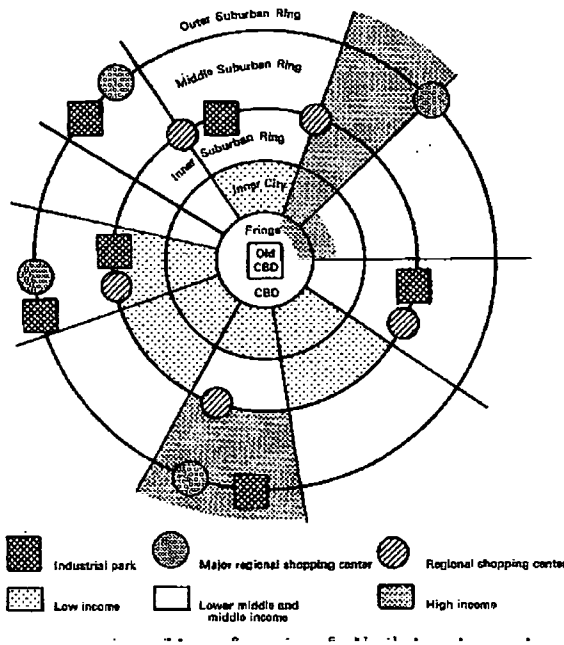 Outer Suburban Ring
Middle Suburban Ring
Inner Suburban Ring
Inner City
Fringe
Old
CBD
CBD
Industrial park
Major regional shopping center
Regional shopping center
Low income
Lower middle and
middle income
High income